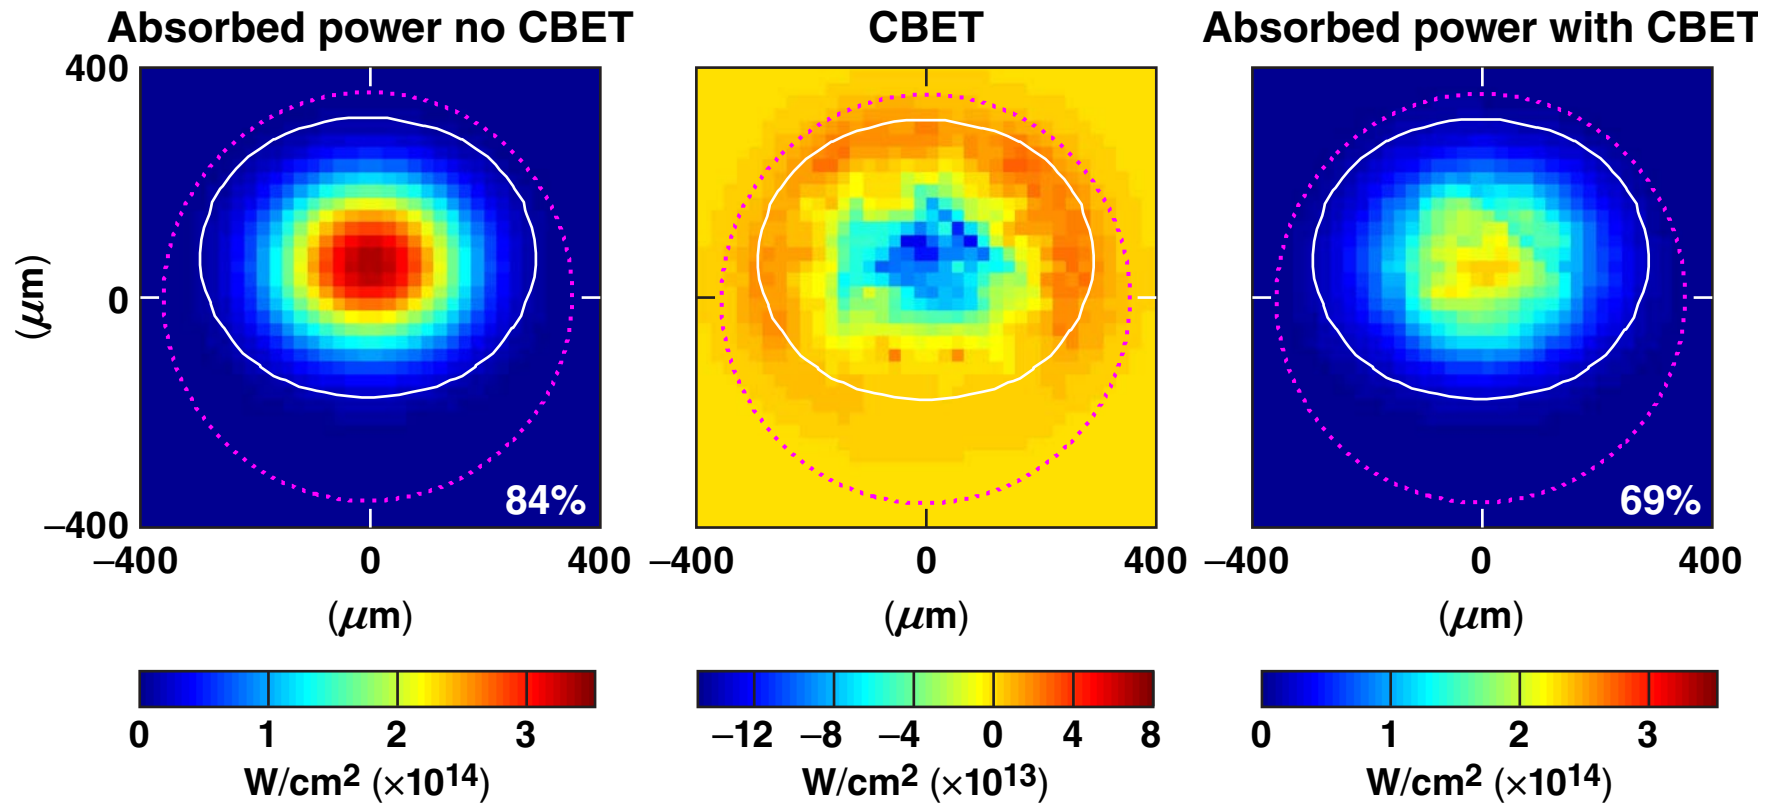 Absorbed power no CBET
CBET
Absorbed power with CBET
400
0
−400
(μm)
84%
69%
−400 0 400
−400 0 400
−400 0 400
(μm)
(μm)
(μm)
0 1 2 3
−12 −8 −4 0 4 8
0 1 2 3
W/cm² (×10¹⁴)
W/cm² (×10¹³)
W/cm² (×10¹⁴)